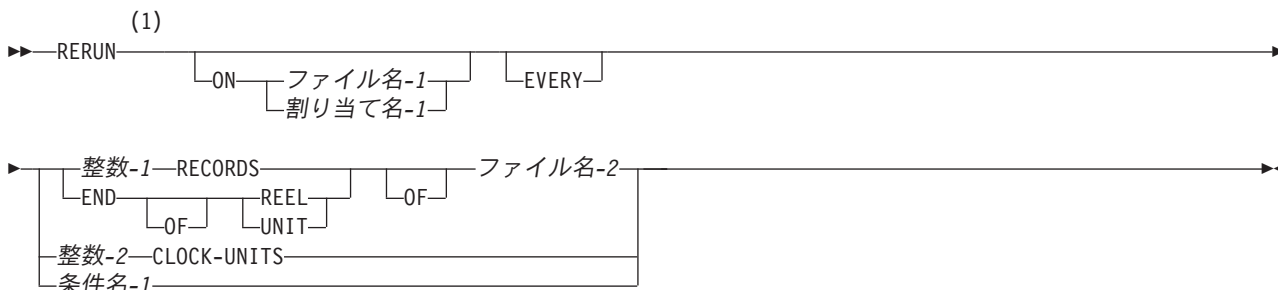 (1)
RERUN
ON ファイル名-1 EVERY
割り当て名-1
整数-1 RECORDS OF ファイル名-2
END OF REEL
UNIT
整数-2 CLOCK-UNITS
条件名-1